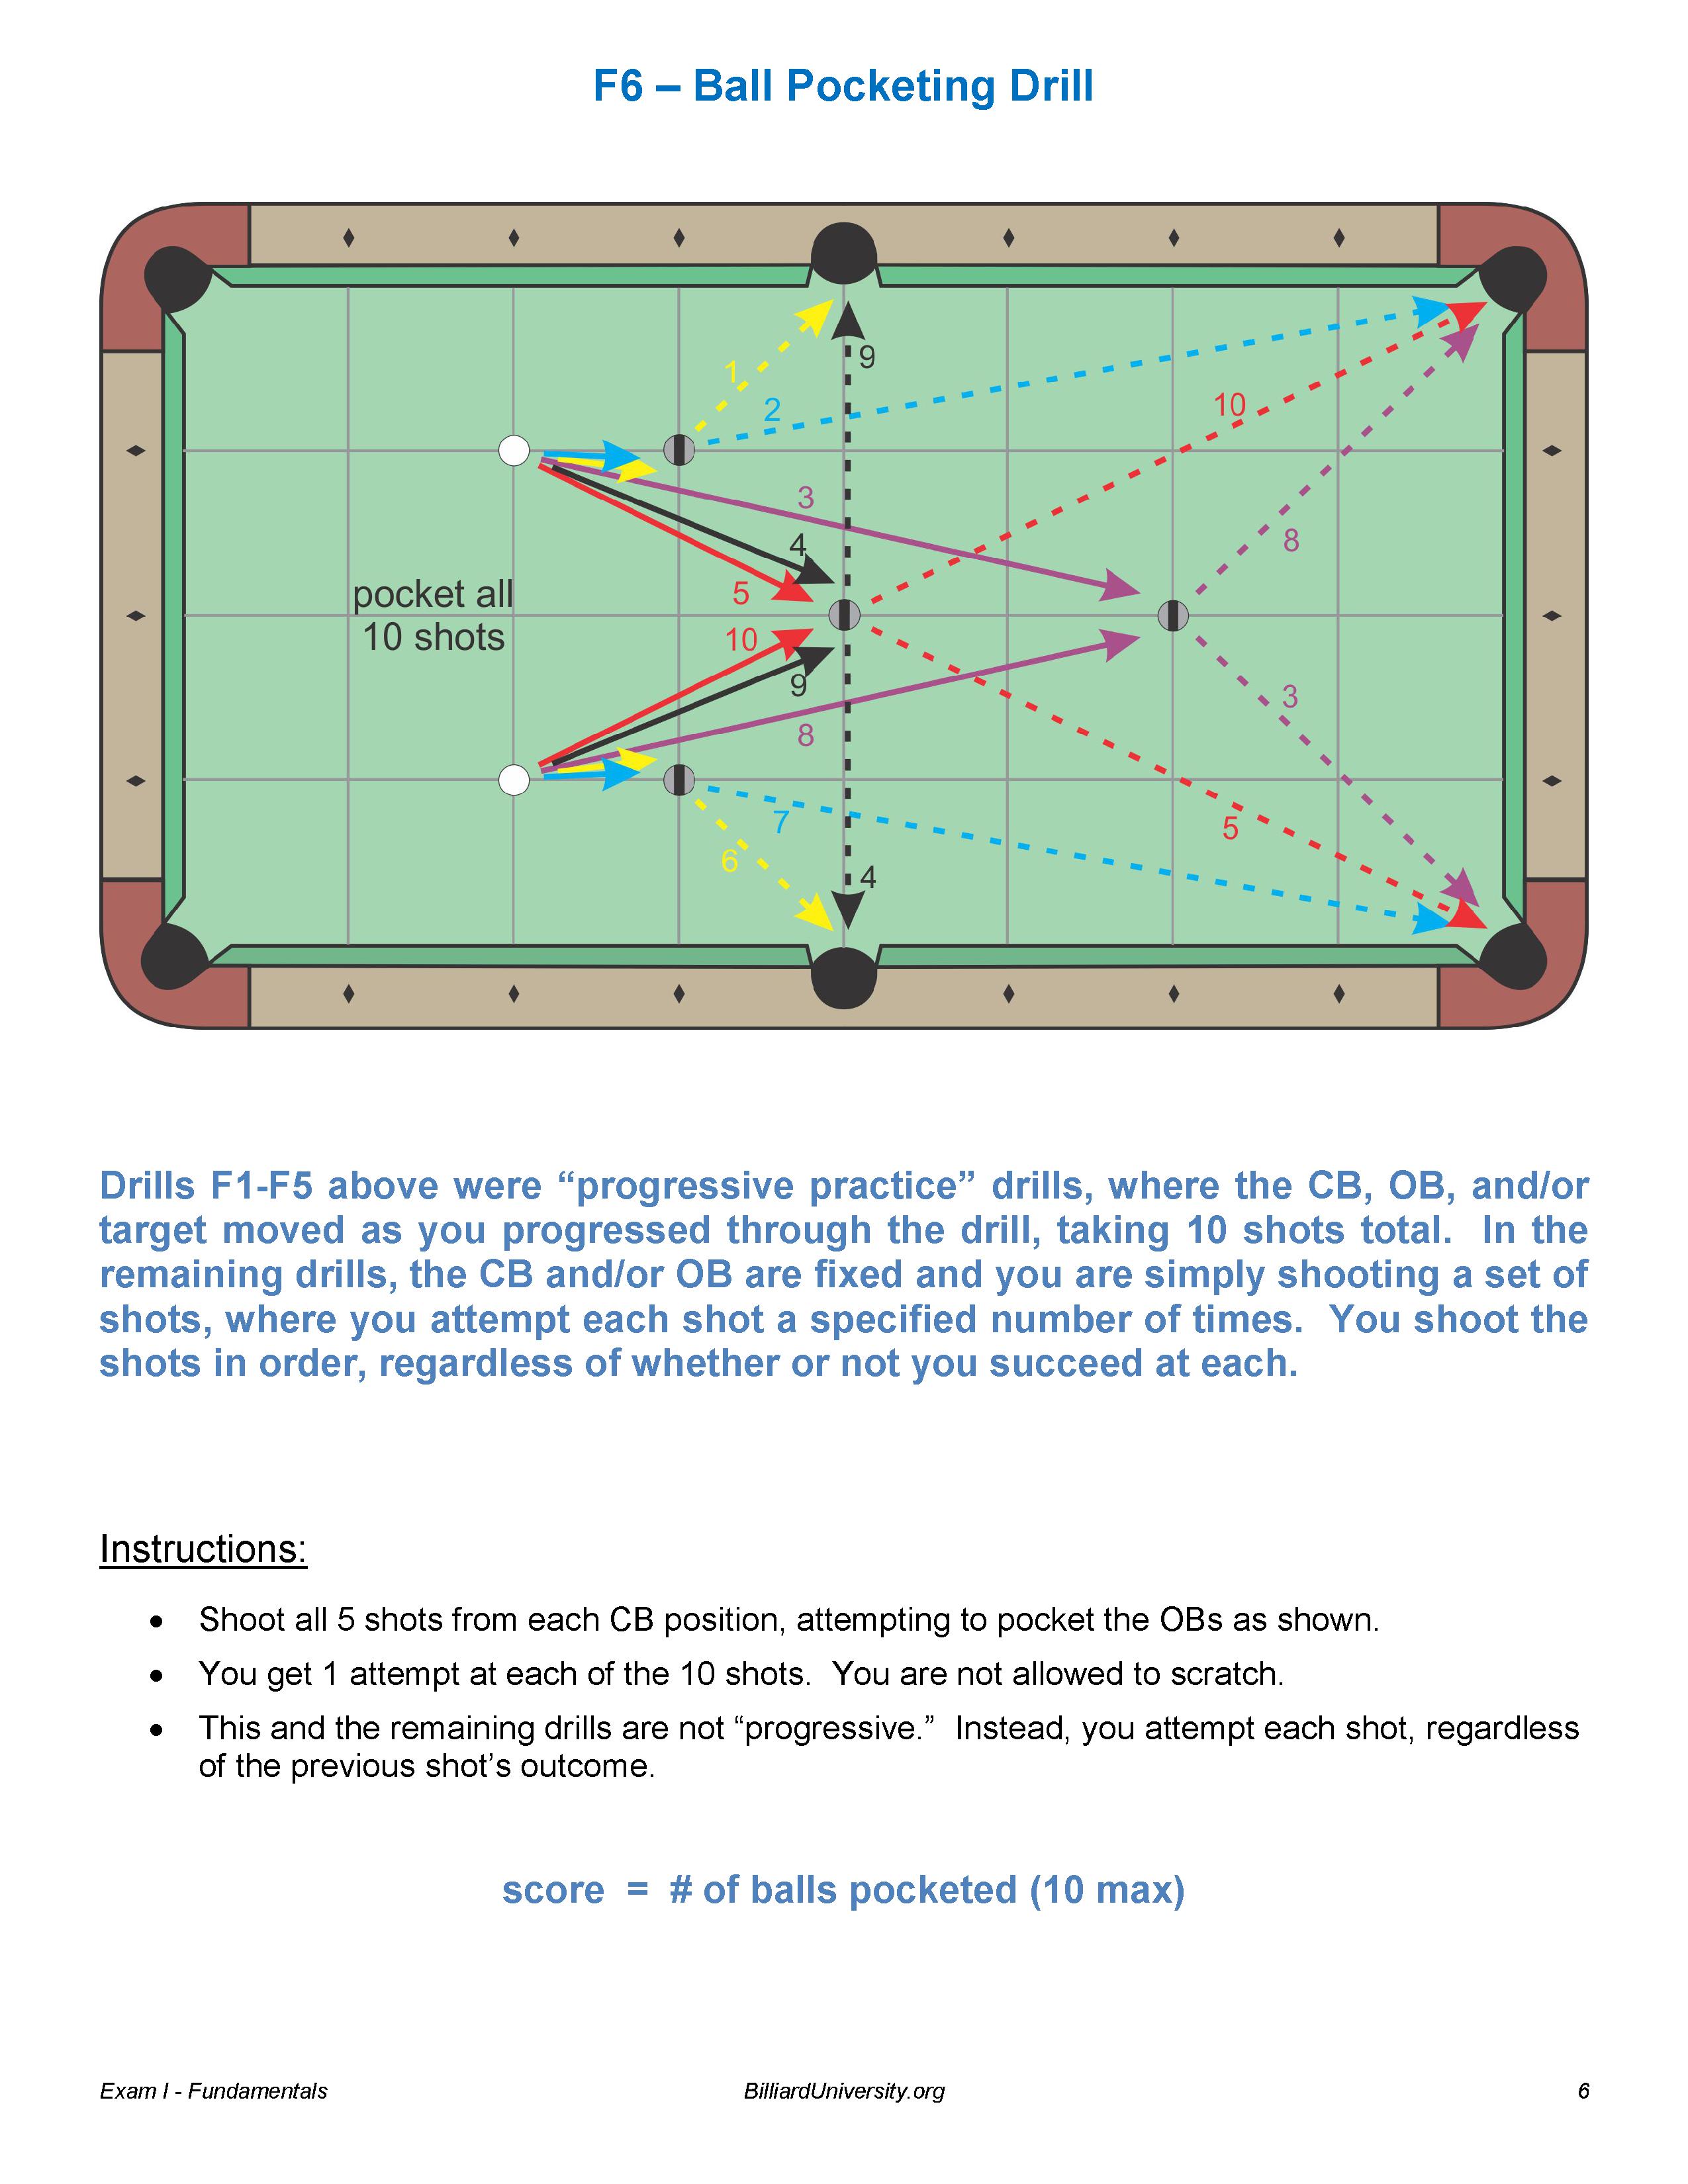 F6 – Ball Pocketing Drill
9
1
2
10
3
8
4
5
pocket all
10 shots
10
9
3
8
7
5
6
4
Drills F1-F5 above were “progressive practice” drills, where the CB, OB, and/or
target moved as you progressed through the drill, taking 10 shots total. In the
remaining drills, the CB and/or OB are fixed and you are simply shooting a set of
shots, where you attempt each shot a specified number of times. You shoot the
shots in order, regardless of whether or not you succeed at each.
Instructions:
• Shoot all 5 shots from each CB position, attempting to pocket the OBs as shown.
• You get 1 attempt at each of the 10 shots. You are not allowed to scratch.
• This and the remaining drills are not “progressive.” Instead, you attempt each shot, regardless
of the previous shot’s outcome.
score = # of balls pocketed (10 max)
Exam I - Fundamentals BilliardUniversity.org 6